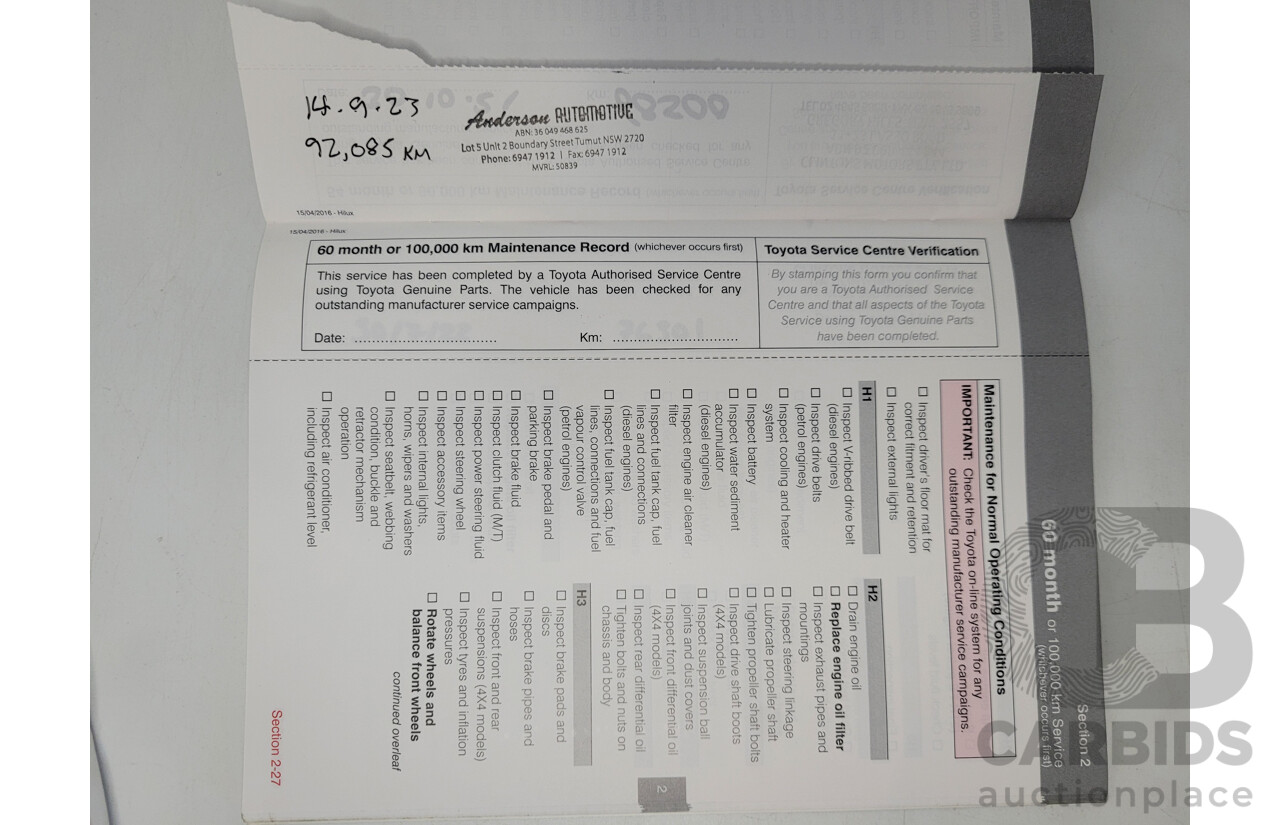 14.9.23
92,085 KM
Anderson AUTOMOTIVE
ABN: 36 049 468 625
Lot 5 Unit 2 Boundary Street Tumut NSW 2720
Phone: 6947 1912 | Fax: 6947 1912
MVRL: 50839
15/04/2016 - Hilux
15/04/2016 - Hilux
60 month or 100,000 km Maintenance Record (whichever occurs first)
This service has been completed by a Toyota Authorised Service Centre
using Toyota Genuine Parts. The vehicle has been checked for any
outstanding manufacturer service campaigns.
Date: ................................
Km: .............................
Toyota Service Centre Verification
By stamping this form you confirm that
you are a Toyota Authorised Service
Centre and that all aspects of the Toyota
Service using Toyota Genuine Parts
have been completed.
Section 2
60 month or 100,000 km Service
(whichever occurs first)
Maintenance for Normal Operating Conditions
IMPORTANT: Check the Toyota on-line system for any
outstanding manufacturer service campaigns.
☐ Inspect driver's floor mat for
correct fitment and retention
☐ Inspect external lights
H1
☐ Inspect V-ribbed drive belt
(diesel engines)
☐ Inspect drive belts
(petrol engines)
☐ Inspect cooling and heater
system
☐ Inspect battery
☐ Inspect water sediment
accumulator
(diesel engines)
☐ Inspect engine air cleaner
filter
☐ Inspect fuel tank cap, fuel
lines and connections
(diesel engines)
☐ Inspect fuel tank cap, fuel
lines, connections and fuel
vapour control valve
(petrol engines)
☐ Inspect brake pedal and
parking brake
☐ Inspect brake fluid
☐ Inspect clutch fluid (M/T)
☐ Inspect power steering fluid
☐ Inspect steering wheel
☐ Inspect accessory items
☐ Inspect internal lights,
horns, wipers and washers
☐ Inspect seatbelt, webbing
condition, buckle and
retractor mechanism
operation
☐ Inspect air conditioner,
including refrigerant level
H2
☐ Drain engine oil
☐ Replace engine oil filter
☐ Inspect exhaust pipes and
mountings
☐ Inspect steering linkage
☐ Lubricate propeller shaft
☐ Tighten propeller shaft bolts
☐ Inspect drive shaft boots
(4X4 models)
☐ Inspect suspension ball
joints and dust covers
☐ Inspect front differential oil
(4X4 models)
☐ Inspect rear differential oil
☐ Tighten bolts and nuts on
chassis and body
H3
☐ Inspect brake pads and
discs
☐ Inspect brake pipes and
hoses
☐ Inspect front and rear
suspensions (4X4 models)
☐ Inspect tyres and inflation
pressures
☐ Rotate wheels and
balance front wheels
continued overleaf
2
Section 2-27
CB
CARBIDS
auctionplace